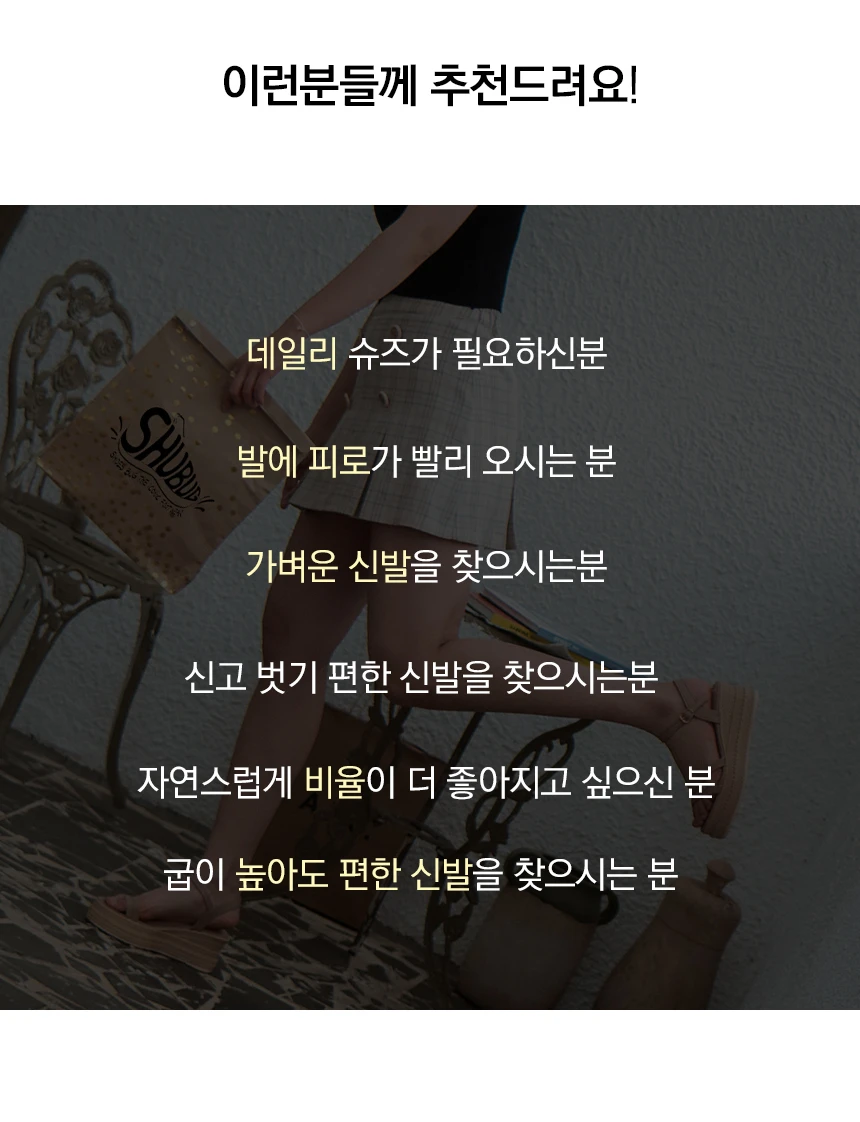 이런분들께 추천드려요!
데일리 슈즈가 필요하신분
SHUBUD
발에 피로가 빨리 오시는 분
가벼운 신발을 찾으시는분
신고 벗기 편한 신발을 찾으시는분
자연스럽게 비율이 더 좋아지고 싶으신 분
굽이 높아도 편한 신발을 찾으시는 분